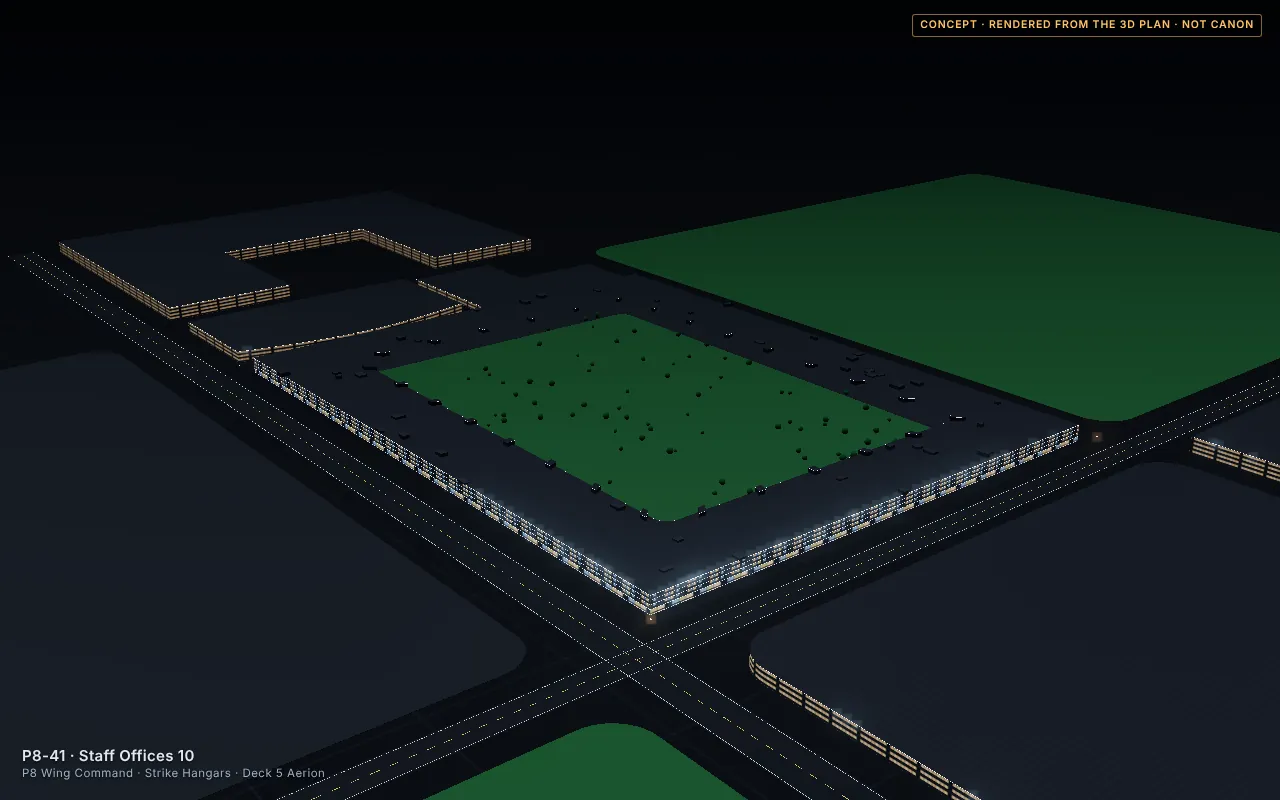 CONCEPT · RENDERED FROM THE 3D PLAN · NOT CANON
P8-41 · Staff Offices 10
P8 Wing Command · Strike Hangars · Deck 5 Aerion